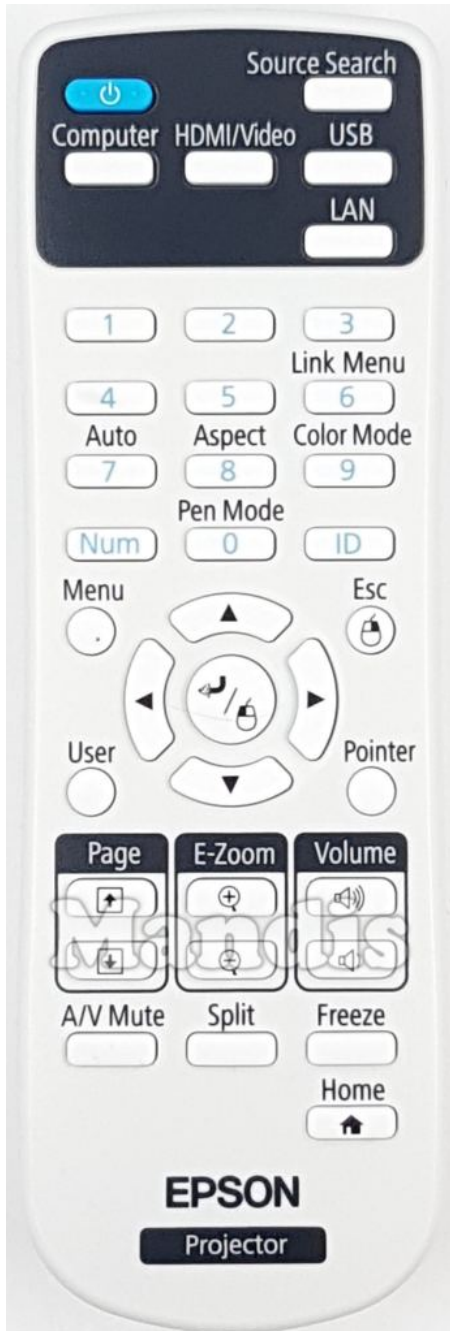 Source Search
Computer HDMI/Video USB
LAN
1 2 3
Link Menu
4 5 6
Auto Aspect Color Mode
7 8 9
Pen Mode
Num 0 ID
Menu Esc
User Pointer
Page E-Zoom Volume
Mandis
A/V Mute Split Freeze
Home
EPSON
Projector